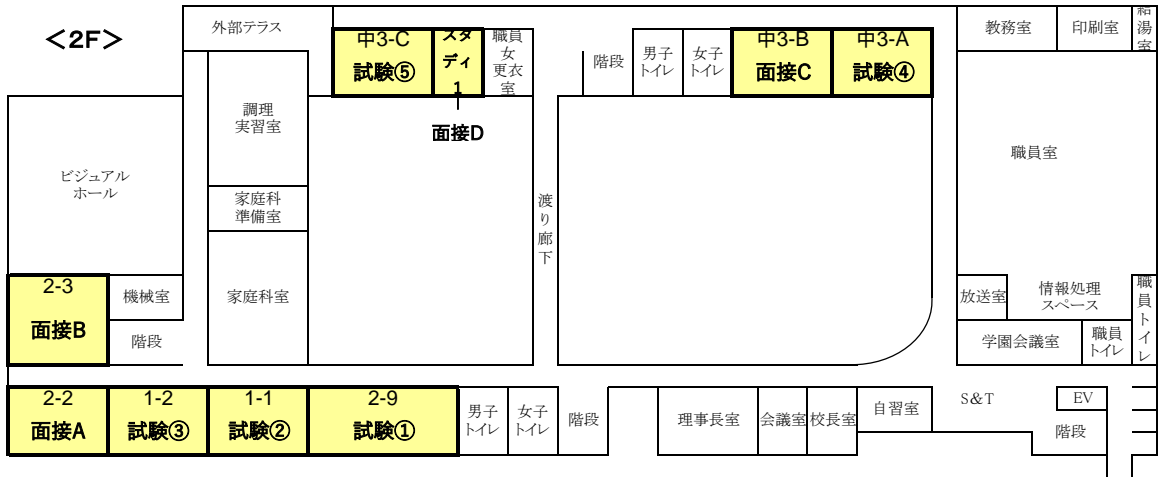 <2F>
外部テラス
中3-C
試験⑤
スタ
ディ
1
面接D
職員
女
更衣
室
階段
男子
トイレ
女子
トイレ
中3-B
面接C
中3-A
試験④
教務室
印刷室
給
湯
室
調理
実習室
ビジュアル
ホール
家庭科
準備室
渡
り
廊
下
職員室
2-3
面接B
機械室
階段
家庭科室
放送室
情報処理
スペース
職
員
ト
イ
レ
学園会議室
職員
トイレ
2-2
面接A
1-2
試験③
1-1
試験②
2-9
試験①
男子
トイレ
女子
トイレ
階段
理事長室
会議室
校長室
自習室
S&T
EV
階段